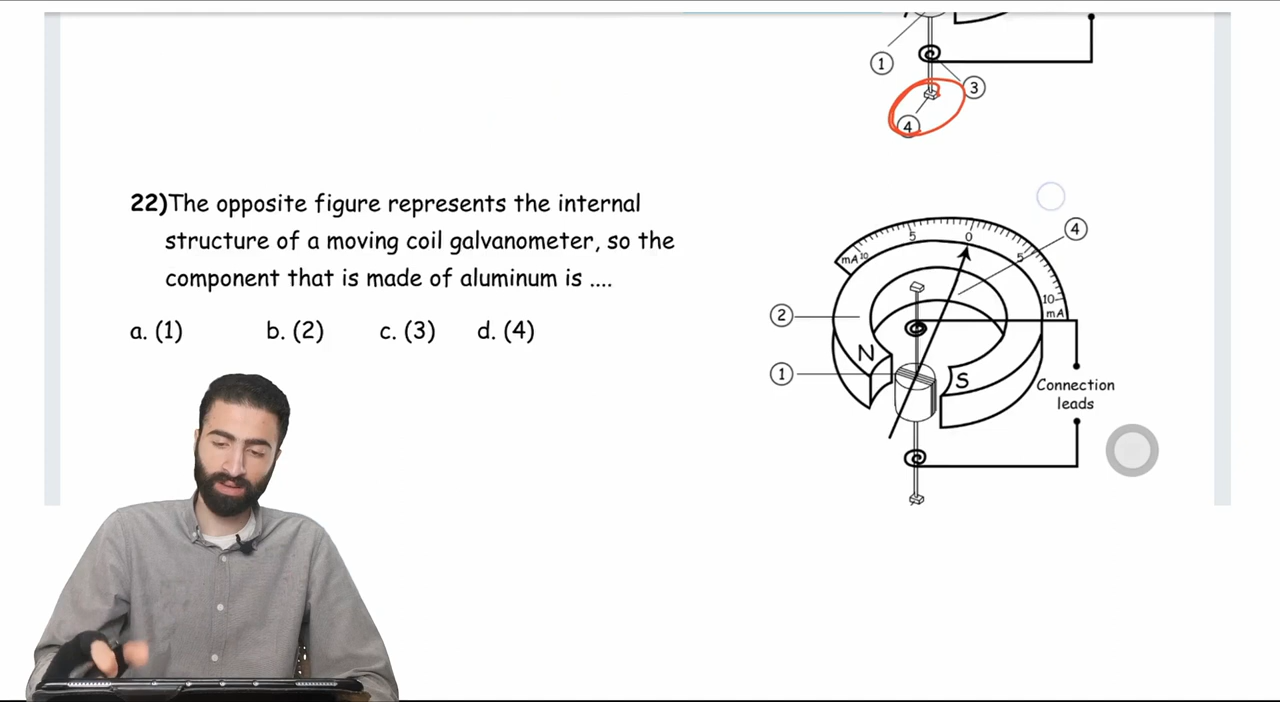 1
3
4
22)The opposite figure represents the internal
structure of a moving coil galvanometer, so the
component that is made of aluminum is ....
a. (1) b. (2) c. (3) d. (4)
4
5 0 5
mA 10
10
mA
2
N
1
S
Connection
leads